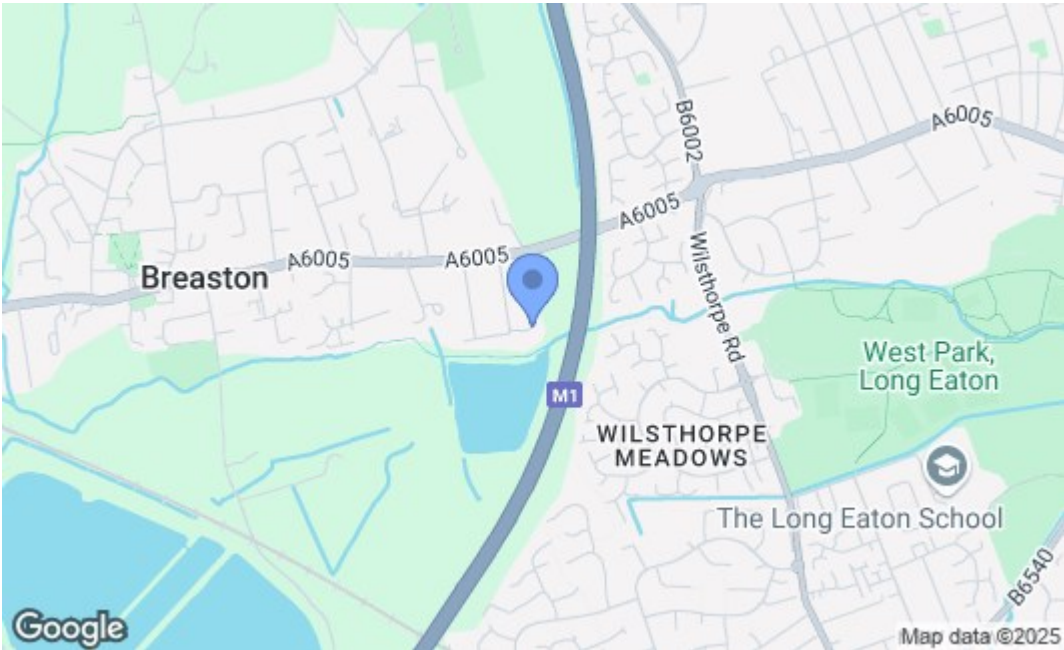 B6002
A6005
A6005
A6005
A6005
Breaston
Wilsthorpe Rd
West Park,
Long Eaton
M1
WILSTHORPE
MEADOWS
The Long Eaton School
B6540
Google
Map data ©2025